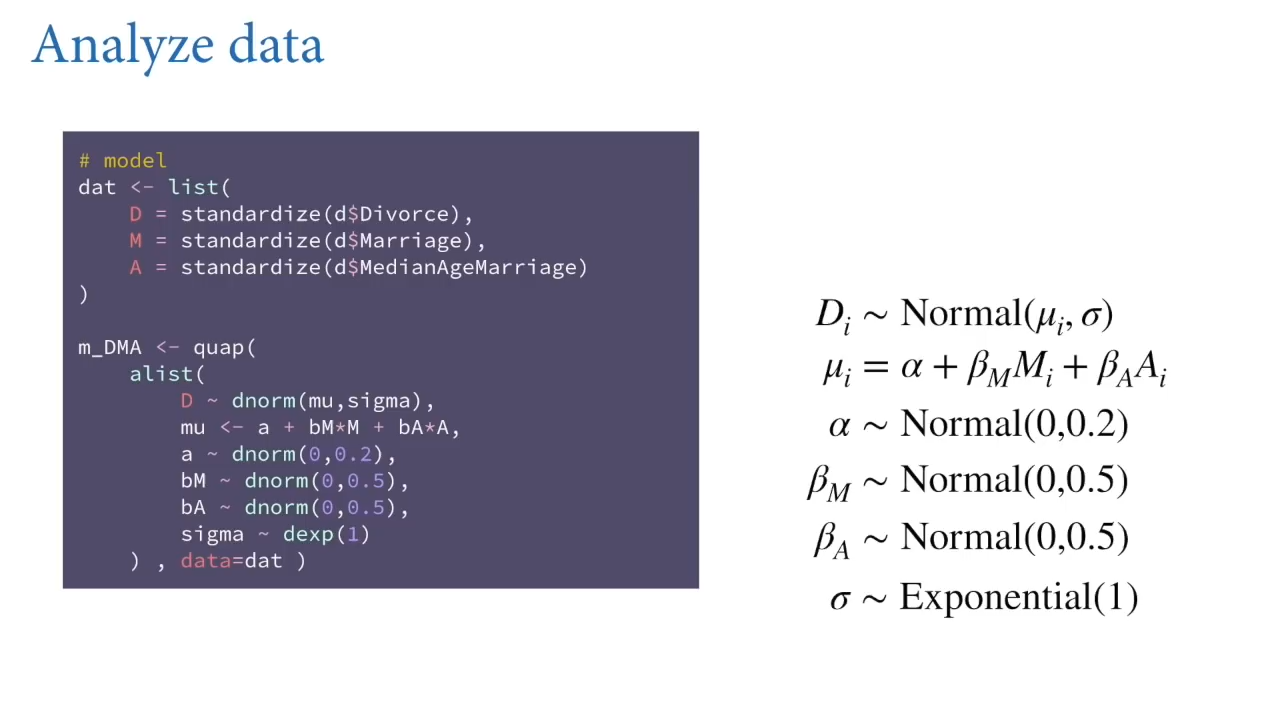 Analyze data
# model
dat <- list(
    D = standardize(d$Divorce),
    M = standardize(d$Marriage),
    A = standardize(d$MedianAgeMarriage)
)
m_DMA <- quap(
    alist(
        D ~ dnorm(mu,sigma),
        mu <- a + bM*M + bA*A,
        a ~ dnorm(0,0.2),
        bM ~ dnorm(0,0.5),
        bA ~ dnorm(0,0.5),
        sigma ~ dexp(1)
    ) , data=dat )
Dᵢ ∼ Normal(μᵢ, σ)
μᵢ = α + β_M Mᵢ + β_A Aᵢ
α ∼ Normal(0,0.2)
β_M ∼ Normal(0,0.5)
β_A ∼ Normal(0,0.5)
σ ∼ Exponential(1)